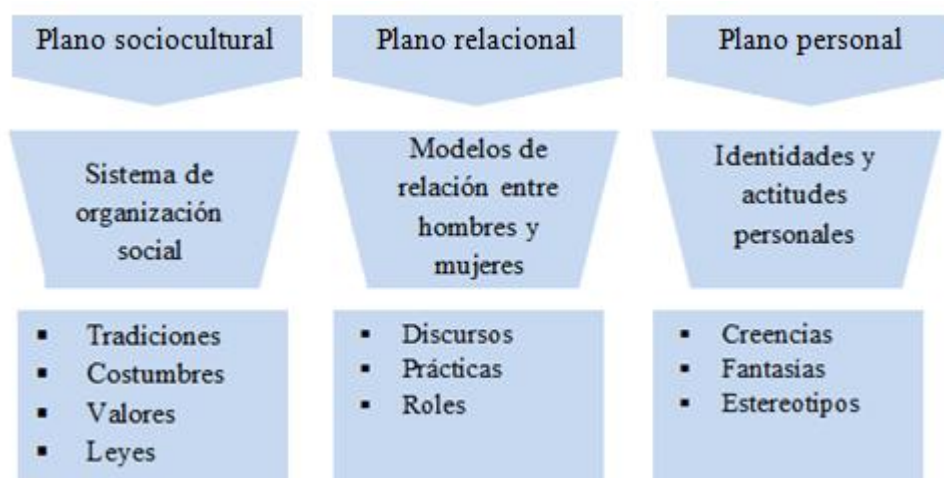 Plano sociocultural
Sistema de
organización
social
▪ Tradiciones
▪ Costumbres
▪ Valores
▪ Leyes
Plano relacional
Modelos de
relación entre
hombres y
mujeres
▪ Discursos
▪ Prácticas
▪ Roles
Plano personal
Identidades y
actitudes
personales
▪ Creencias
▪ Fantasías
▪ Estereotipos